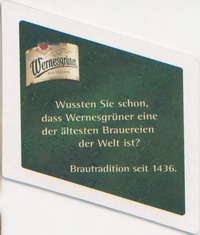 Wernesgrüner
Wussten Sie schon,
dass Wernesgrüner eine
der ältesten Brauereien
der Welt ist?
Brautradition seit 1436.